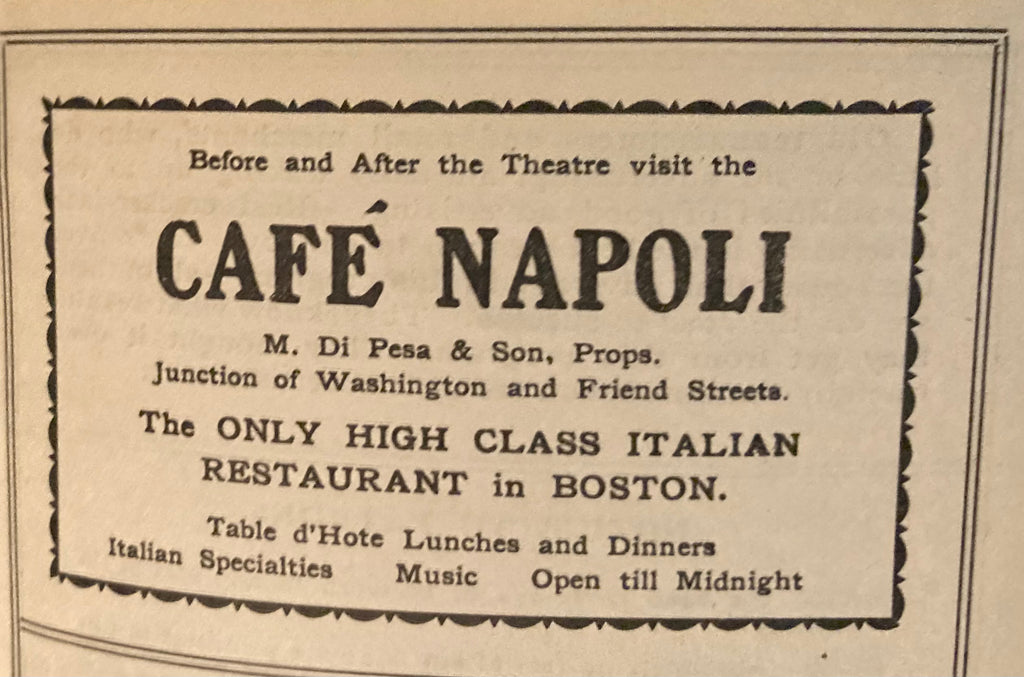 Before and After the Theatre visit the
CAFÉ NAPOLI
M. Di Pesa & Son, Props.
Junction of Washington and Friend Streets.
The ONLY HIGH CLASS ITALIAN
RESTAURANT in BOSTON.
Table d'Hote Lunches and Dinners
Italian Specialties Music Open till Midnight